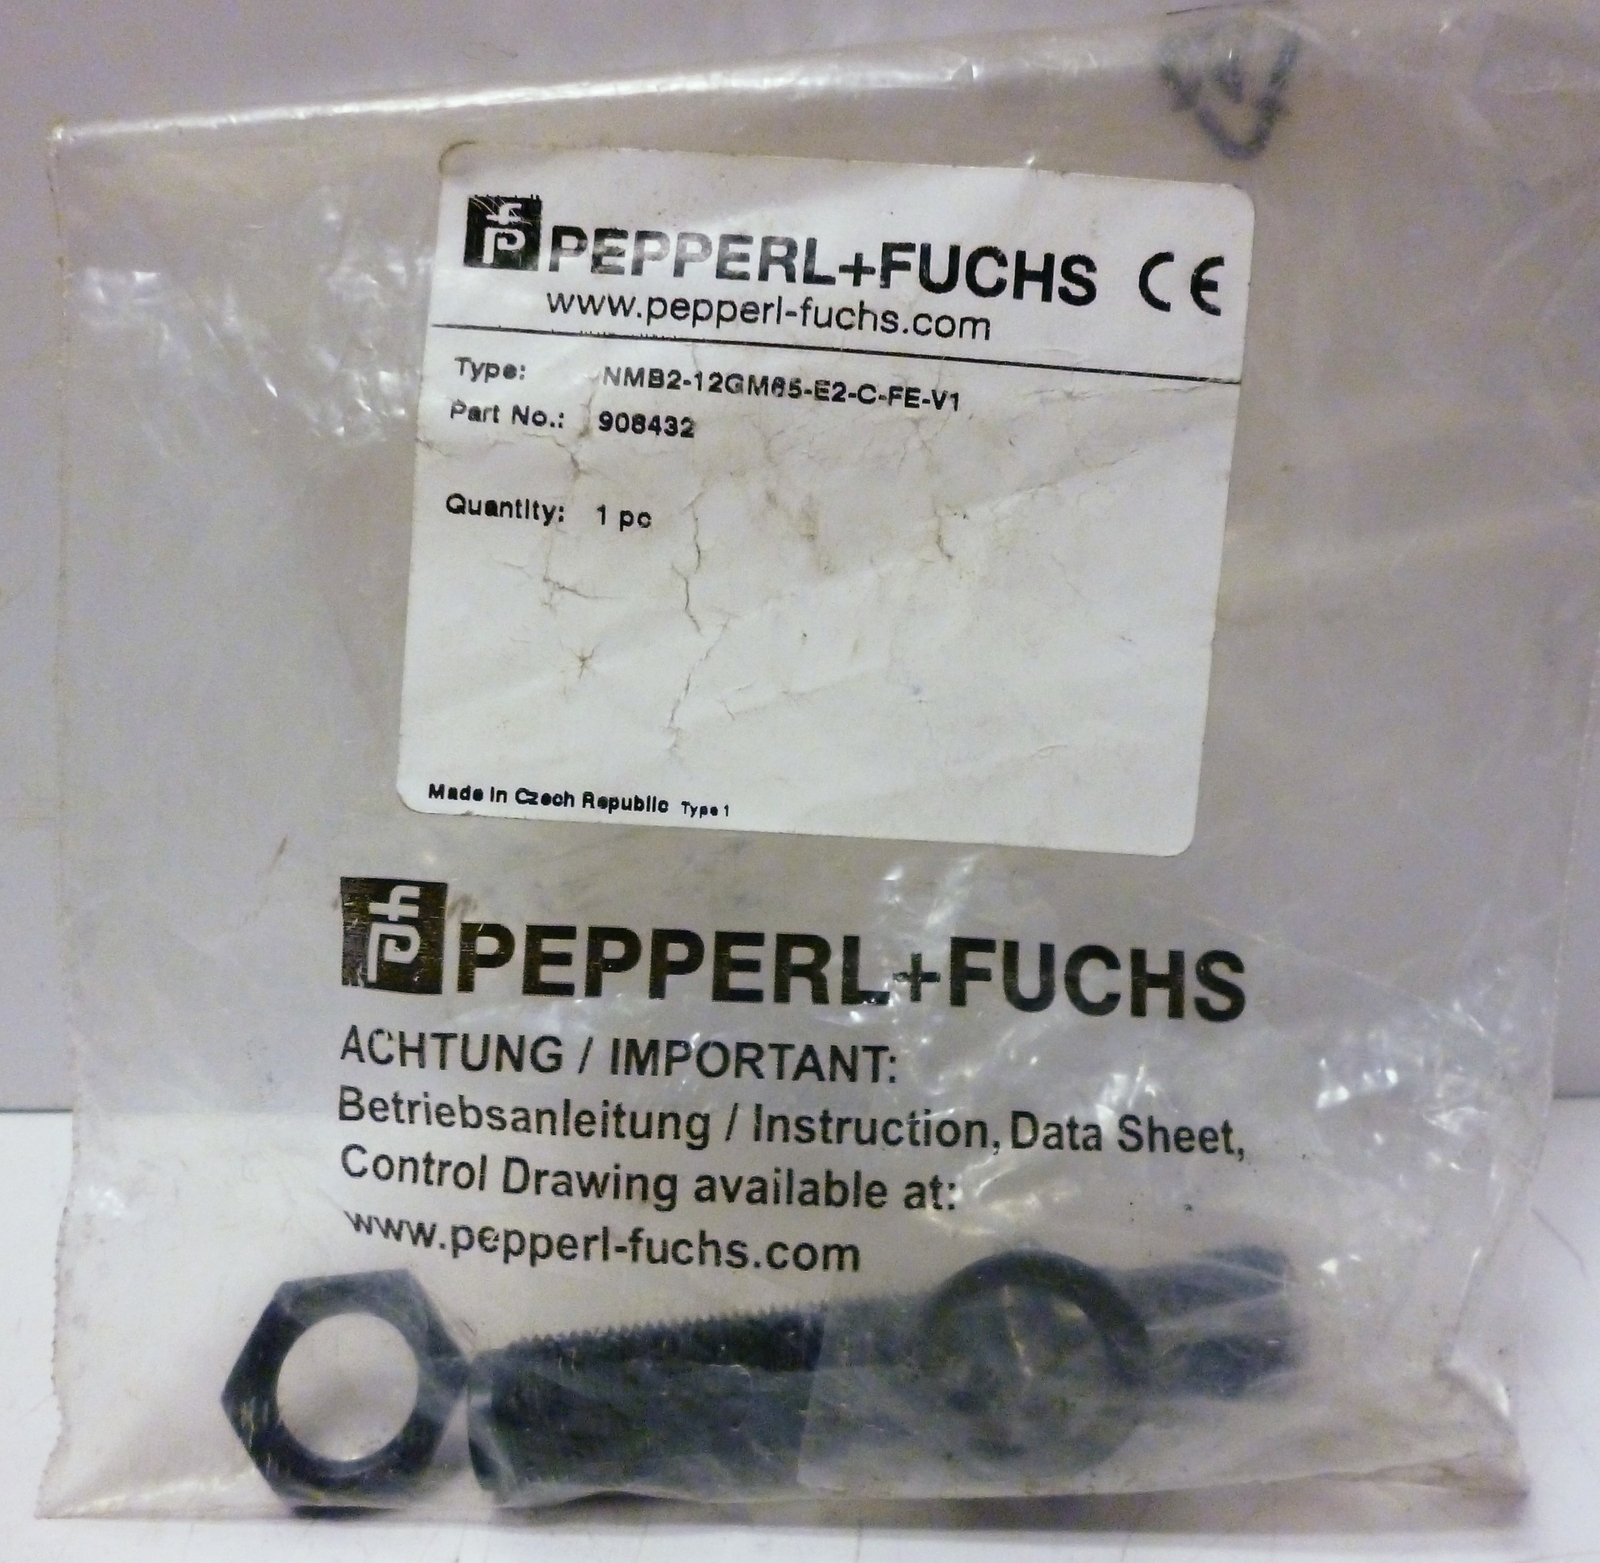 fp PEPPERL+FUCHS CE
www.pepperl-fuchs.com
Type: NMB2-12GM65-E2-C-FE-V1
Part No.: 908432
Quantity: 1 pc
Made in Czech Republic Type 1
fp PEPPERL+FUCHS
ACHTUNG / IMPORTANT:
Betriebsanleitung / Instruction, Data Sheet,
Control Drawing available at:
www.pepperl-fuchs.com